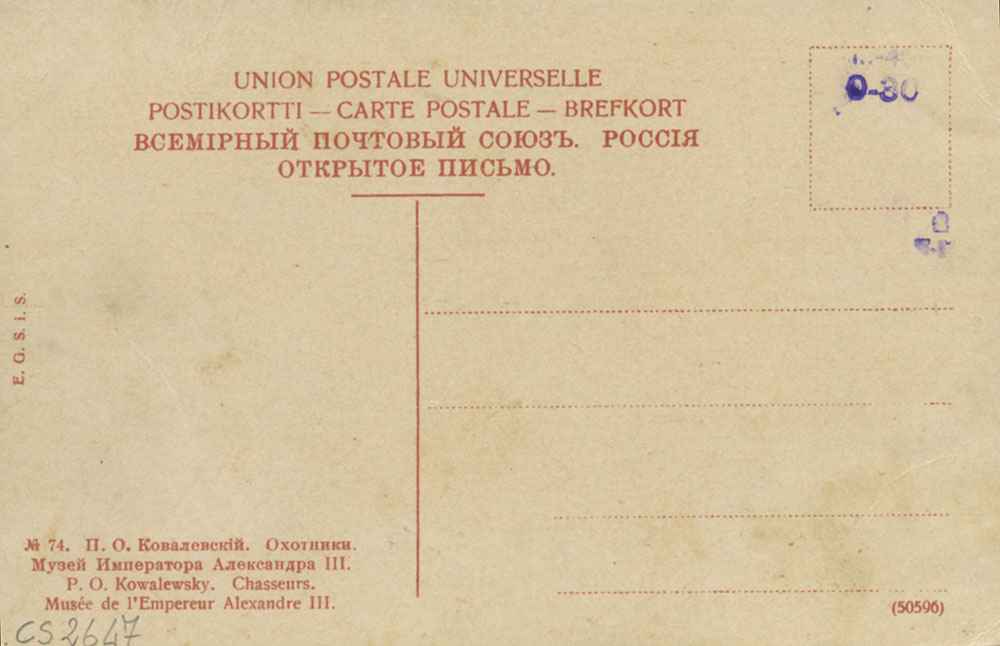 UNION POSTALE UNIVERSELLE
POSTIKORTTI — CARTE POSTALE — BREFKORT
ВСЕМІРНЫЙ ПОЧТОВЫЙ СОЮЗЪ. РОССІЯ
ОТКРЫТОЕ ПИСЬМО.
0-30
E. G. S. i. S.
№ 74. П. О. Ковалевскій. Охотники.
Музей Императора Александра III.
P. O. Kowalewsky. Chasseurs.
Musée de l'Empereur Alexandre III.
(50596)
CS2647